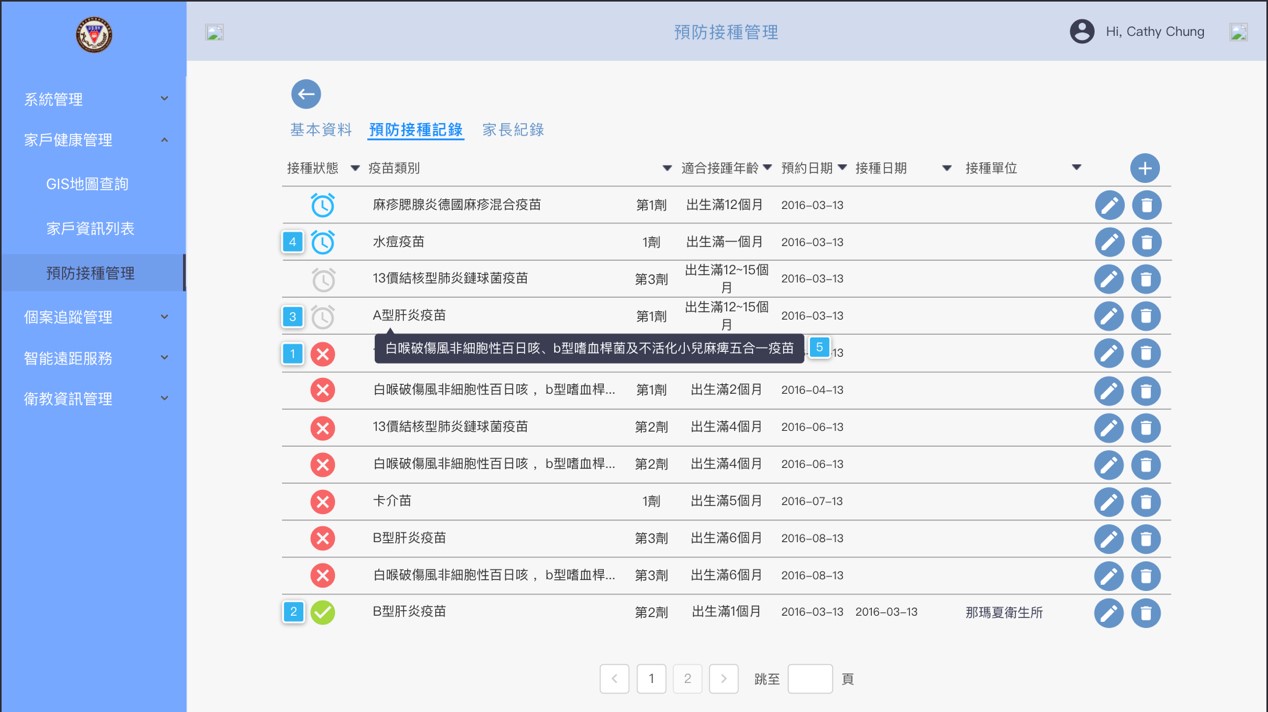 預防接種管理
Hi, Cathy Chung
系統管理
家戶健康管理
GIS地圖查詢
家戶資訊列表
預防接種管理
個案追蹤管理
智能遠距服務
衛教資訊管理
基本資料 預防接種記錄 家長紀錄
接種狀態 疫苗類別 適合接踵年齡 預約日期 接種日期 接種單位
麻疹腮腺炎德國麻疹混合疫苗 第1劑 出生滿12個月 2016-03-13
4 水痘疫苗 1劑 出生滿一個月 2016-03-13
13價結核型肺炎鏈球菌疫苗 第3劑 出生滿12~15個月 2016-03-13
3 A型肝炎疫苗 第1劑 出生滿12~15個月 2016-03-13
1 白喉破傷風非細胞性百日咳、b型嗜血桿菌及不活化小兒麻痺五合一疫苗 5 13
白喉破傷風非細胞性百日咳，b型嗜血桿... 第1劑 出生滿2個月 2016-04-13
13價結核型肺炎鏈球菌疫苗 第2劑 出生滿4個月 2016-06-13
白喉破傷風非細胞性百日咳，b型嗜血桿... 第2劑 出生滿4個月 2016-06-13
卡介苗 1劑 出生滿5個月 2016-07-13
B型肝炎疫苗 第3劑 出生滿6個月 2016-08-13
白喉破傷風非細胞性百日咳，b型嗜血桿... 第3劑 出生滿6個月 2016-08-13
2 B型肝炎疫苗 第2劑 出生滿1個月 2016-03-13 2016-03-13 那瑪夏衛生所
< 1 2 > 跳至 頁